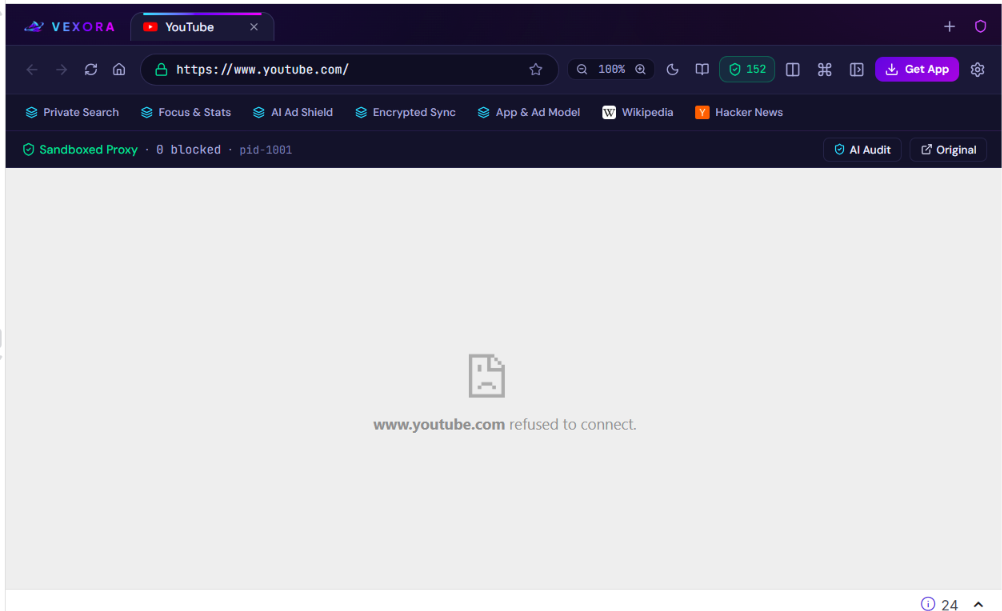 VEXORA YouTube
https://www.youtube.com/ 100% 152 Get App
Private Search Focus & Stats AI Ad Shield Encrypted Sync App & Ad Model W Wikipedia Y Hacker News
Sandboxed Proxy · 0 blocked · pid-1001 AI Audit Original
www.youtube.com refused to connect.
24